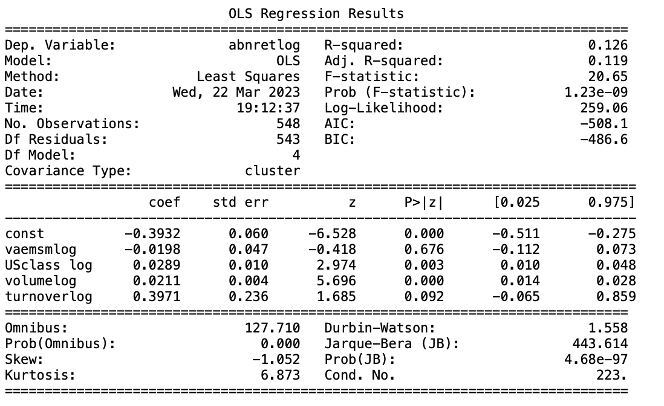 OLS Regression Results
==============================================================================
Dep. Variable: abnretlog R-squared: 0.126
Model: OLS Adj. R-squared: 0.119
Method: Least Squares F-statistic: 20.65
Date: Wed, 22 Mar 2023 Prob (F-statistic): 1.23e-09
Time: 19:12:37 Log-Likelihood: 259.06
No. Observations: 548 AIC: -508.1
Df Residuals: 543 BIC: -486.6
Df Model: 4
Covariance Type: cluster
==============================================================================
coef std err z P>|z| [0.025 0.975]
------------------------------------------------------------------------------
const -0.3932 0.060 -6.528 0.000 -0.511 -0.275
vaemsmlog -0.0198 0.047 -0.418 0.676 -0.112 0.073
USclass log 0.0289 0.010 2.974 0.003 0.010 0.048
volumelog 0.0211 0.004 5.696 0.000 0.014 0.028
turnoverlog 0.3971 0.236 1.685 0.092 -0.065 0.859
==============================================================================
Omnibus: 127.710 Durbin-Watson: 1.558
Prob(Omnibus): 0.000 Jarque-Bera (JB): 443.614
Skew: -1.052 Prob(JB): 4.68e-97
Kurtosis: 6.873 Cond. No. 223.
==============================================================================